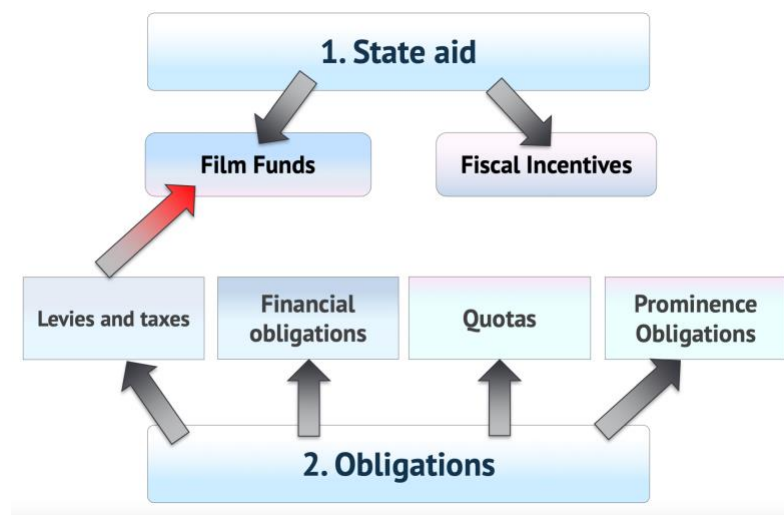 1. State aid
Film Funds
Fiscal Incentives
Levies and taxes
Financial
obligations
Quotas
Prominence
Obligations
2. Obligations